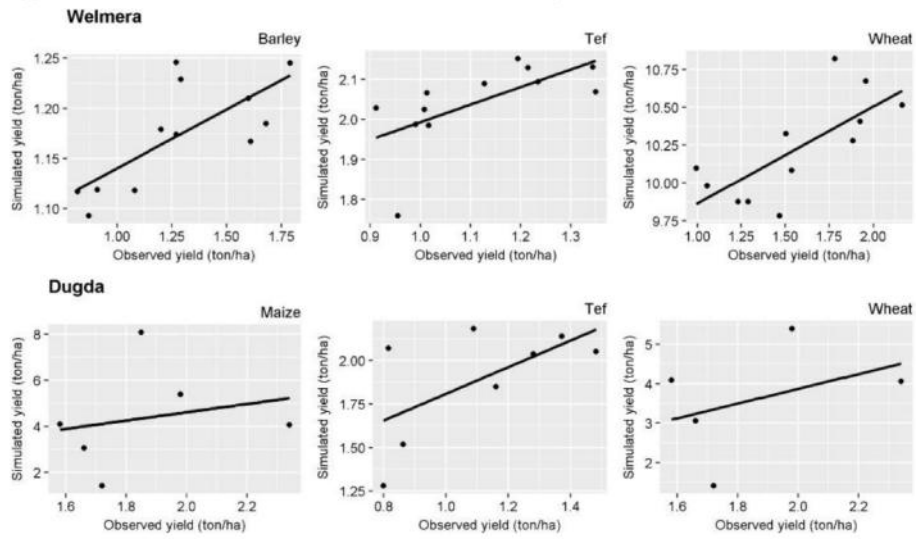 Welmera
Barley
Simulated yield (ton/ha)
1.25
1.20
1.15
1.10
1.00
1.25
1.50
1.75
Observed yield (ton/ha)
Tef
Simulated yield (ton/ha)
2.1
2.0
1.9
1.8
0.9
1.0
1.1
1.2
1.3
Observed yield (ton/ha)
Wheat
Simulated yield (ton/ha)
10.75
10.50
10.25
10.00
9.75
1.00
1.25
1.50
1.75
2.00
Observed yield (ton/ha)
Dugda
Maize
Simulated yield (ton/ha)
8
6
4
2
1.6
1.8
2.0
2.2
Observed yield (ton/ha)
Tef
Simulated yield (ton/ha)
2.00
1.75
1.50
1.25
0.8
1.0
1.2
1.4
Observed yield (ton/ha)
Wheat
Simulated yield (ton/ha)
5
4
3
2
1.6
1.8
2.0
2.2
Observed yield (ton/ha)